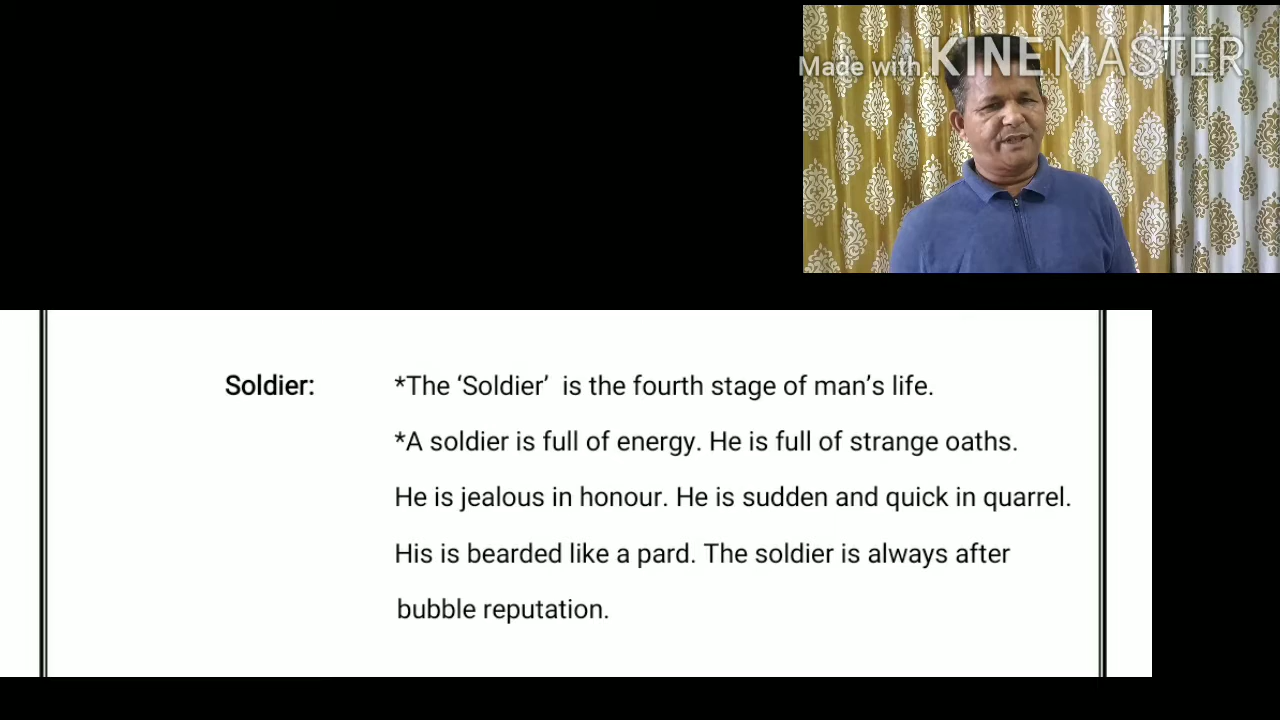 Made with KINEMASTER
Soldier: *The ‘Soldier’ is the fourth stage of man’s life.
*A soldier is full of energy. He is full of strange oaths.
He is jealous in honour. He is sudden and quick in quarrel.
His is bearded like a pard. The soldier is always after
bubble reputation.